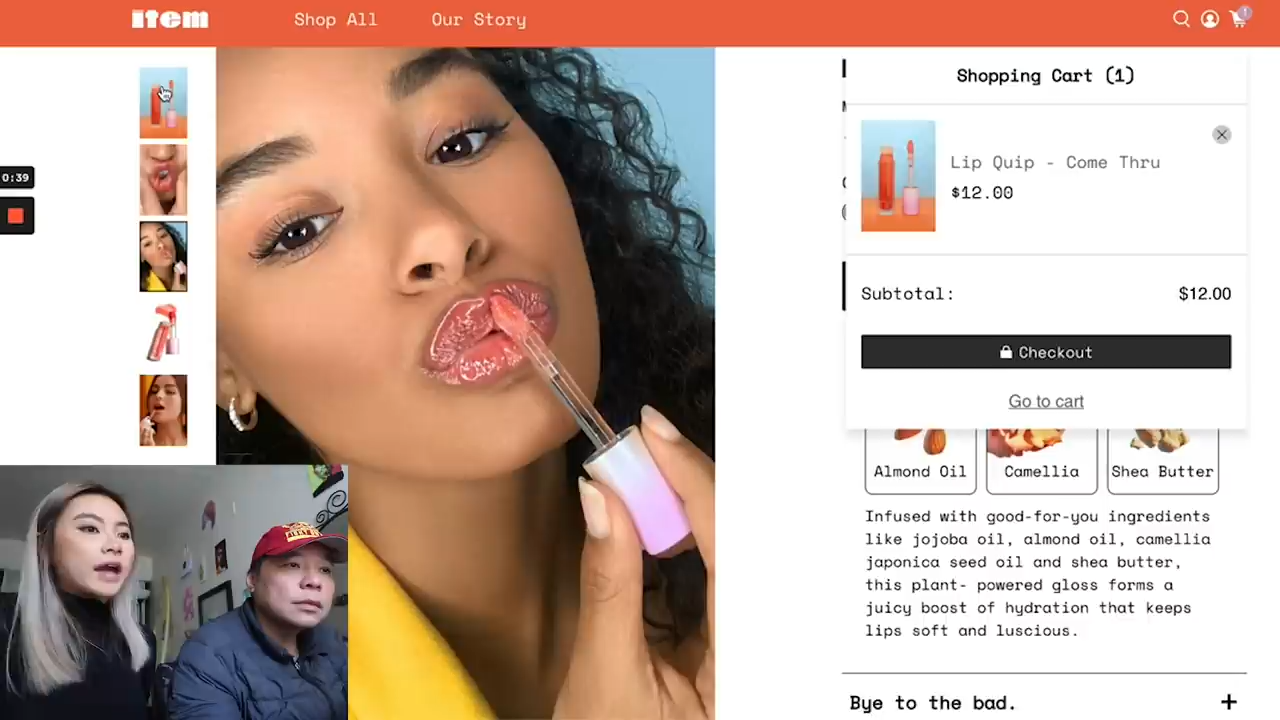 item
Shop All
Our Story
1
Shopping Cart (1)
0:39
Lip Quip - Come Thru
$12.00
Subtotal:
$12.00
Checkout
Go to cart
Almond Oil
Camellia
Shea Butter
Infused with good-for-you ingredients
like jojoba oil, almond oil, camellia
japonica seed oil and shea butter,
this plant- powered gloss forms a
juicy boost of hydration that keeps
lips soft and luscious.
Bye to the bad.
+